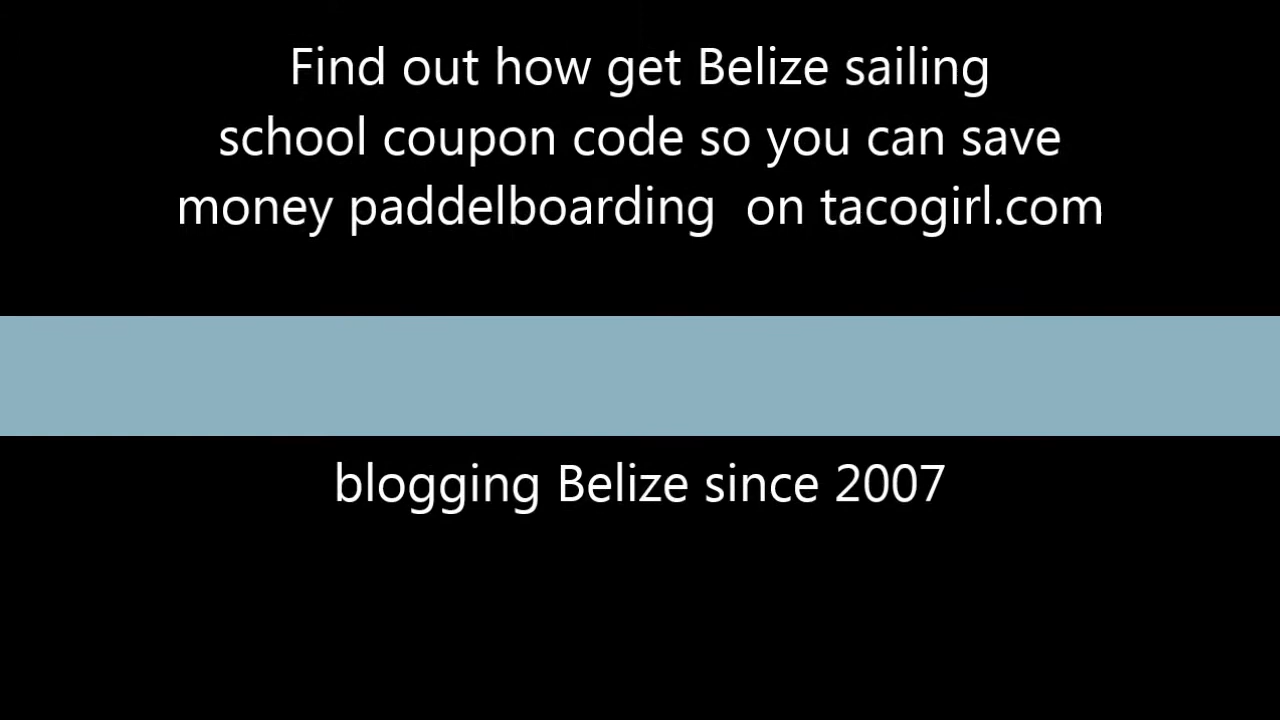 Find out how get Belize sailing
school coupon code so you can save
money paddelboarding  on tacogirl.com
blogging Belize since 2007